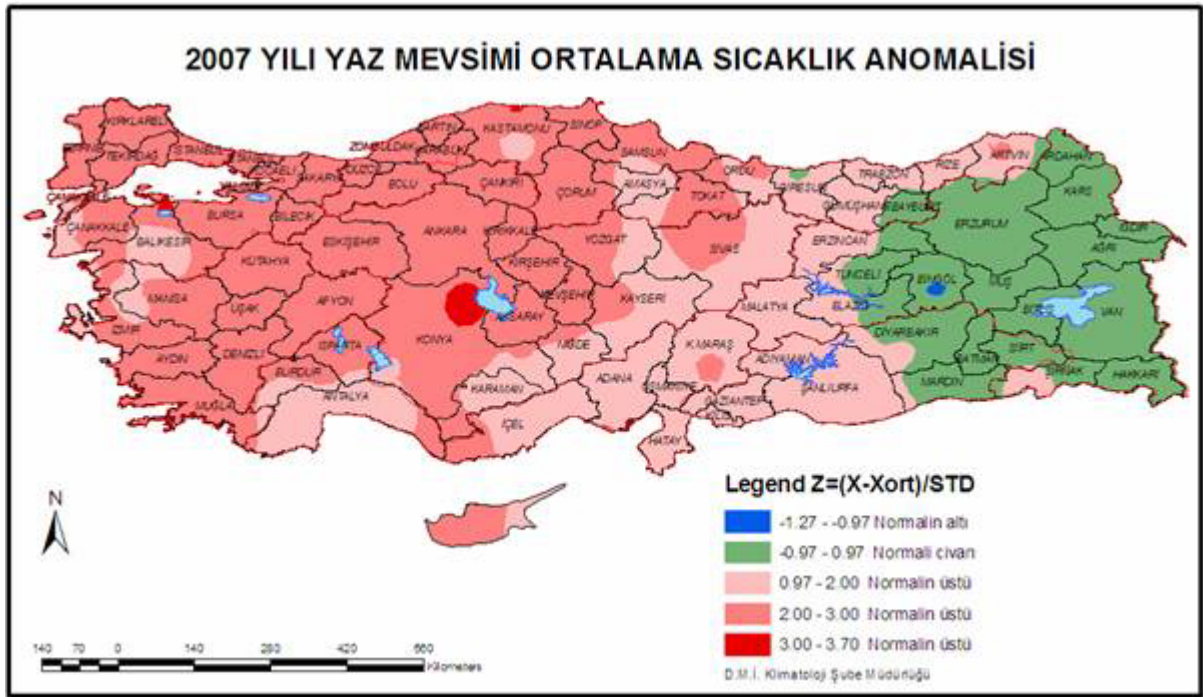 2007 YILI YAZ MEVSİMİ ORTALAMA SICAKLIK ANOMALİSİ
KIRKLARELİ
TEKİRDAĞ
İSTANBUL
ZONGULDAK
BARTIN
KASTAMONU
SİNOP
SAMSUN
ORDU
GİRESUN
TRABZON
RİZE
ARTVİN
ARDAHAN
KARS
BOLU
ÇANKIRI
ÇORUM
AMASYA
TOKAT
GÜMÜŞHANE
ERZURUM
IĞDIR
AĞRI
ÇANAKKALE
BURSA
BİLECİK
BALIKESİR
ESKİŞEHİR
ANKARA
KIRIKKALE
YOZGAT
SİVAS
ERZİNCAN
KÜTAHYA
KIRŞEHİR
TUNCELİ
BİNGÖL
MUŞ
MANİSA
UŞAK
AFYON
NEVŞEHİR
KAYSERİ
MALATYA
ELAZIĞ
VAN
İZMİR
KONYA
AKSARAY
DİYARBAKIR
AYDIN
DENİZLİ
ISPARTA
NİĞDE
K.MARAŞ
ADIYAMAN
BATMAN
SİİRT
BURDUR
KARAMAN
ADANA
ŞANLIURFA
MARDİN
ŞIRNAK
HAKKARİ
MUĞLA
ANTALYA
İÇEL
OSMANİYE
GAZİANTEP
KİLİS
HATAY
N
Legend Z=(X-Xort)/STD
-1.27 - -0.97 Normalin altı
-0.97 - 0.97 Normali civarı
0.97 - 2.00 Normalin üstü
2.00 - 3.00 Normalin üstü
3.00 - 3.70 Normalin üstü
140 70 0 140 280 420 560
Kilometers
D.M.İ. Klimatoloji Şube Müdürlüğü